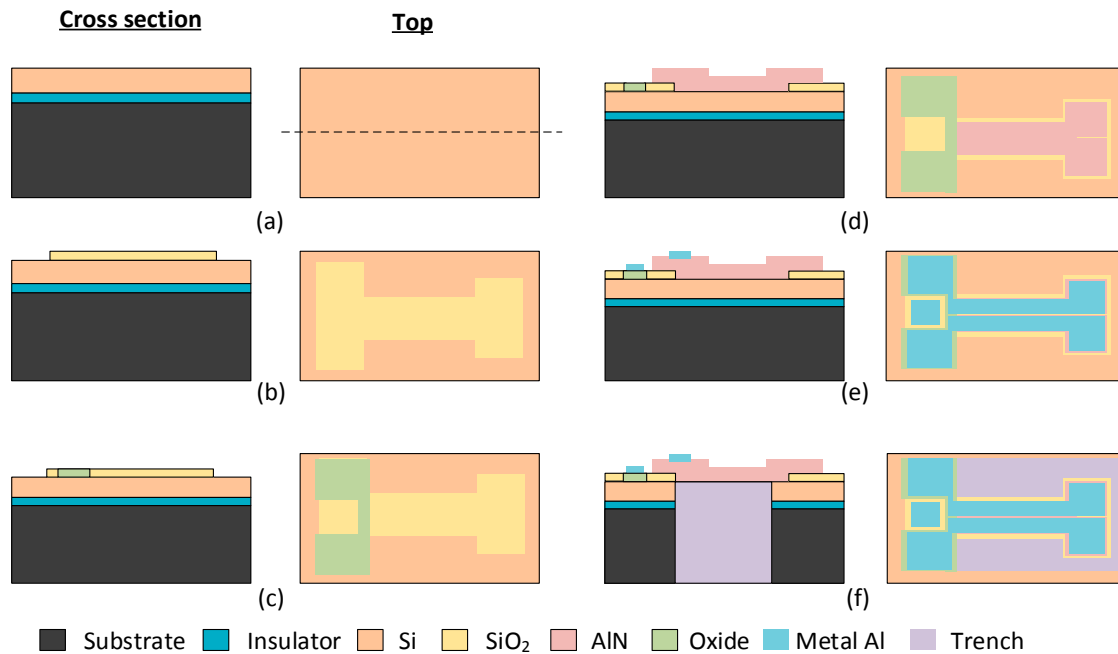 Cross section
Top
(a)
(b)
(c)
(d)
(e)
(f)
Substrate
Insulator
Si
SiO₂
AlN
Oxide
Metal Al
Trench